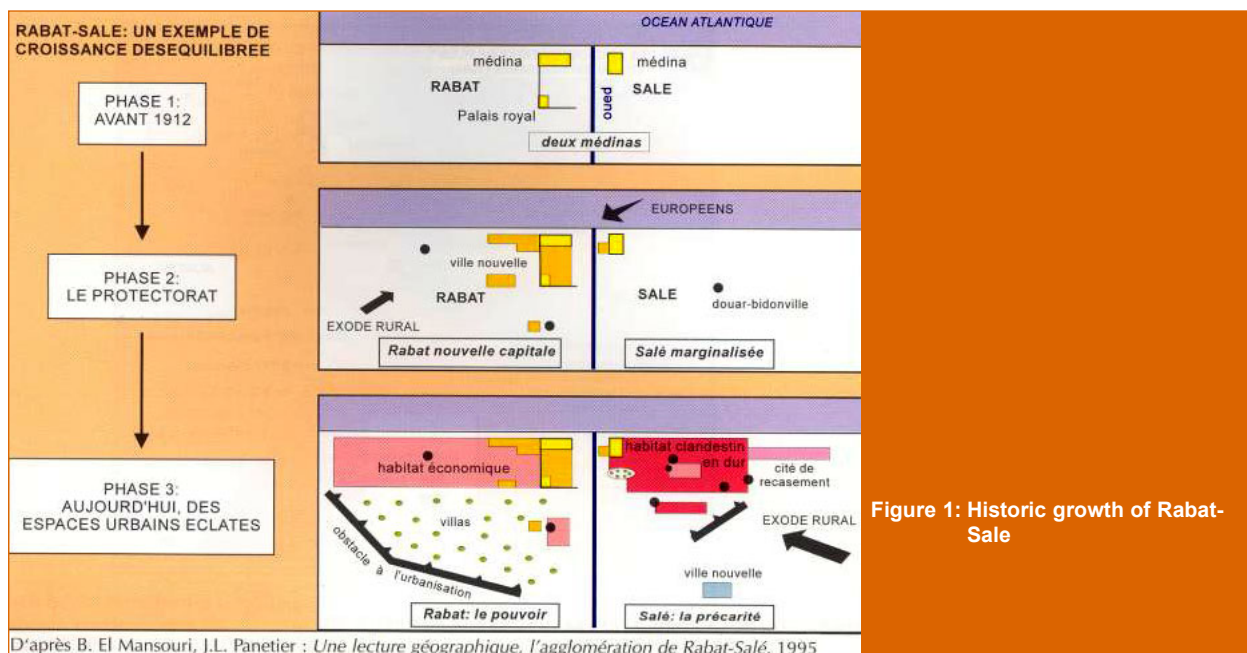 RABAT-SALE: UN EXEMPLE DE
CROISSANCE DESEQUILIBREE
PHASE 1:
AVANT 1912
OCEAN ATLANTIQUE
médina
médina
RABAT
SALE
oued
Palais royal
deux médinas
PHASE 2:
LE PROTECTORAT
EUROPEENS
ville nouvelle
RABAT
SALE
douar-bidonville
EXODE RURAL
Rabat nouvelle capitale
Salé marginalisée
PHASE 3:
AUJOURD'HUI, DES
ESPACES URBAINS ECLATES
habitat économique
habitat clandestin
en dur
cité de
recasement
villas
EXODE RURAL
obstacle à l'urbanisation
ville nouvelle
Rabat: le pouvoir
Salé: la précarité
D'après B. El Mansouri, J.L. Panetier : Une lecture géographique, l'agglomération de Rabat-Salé, 1995
Figure 1: Historic growth of Rabat-
Sale